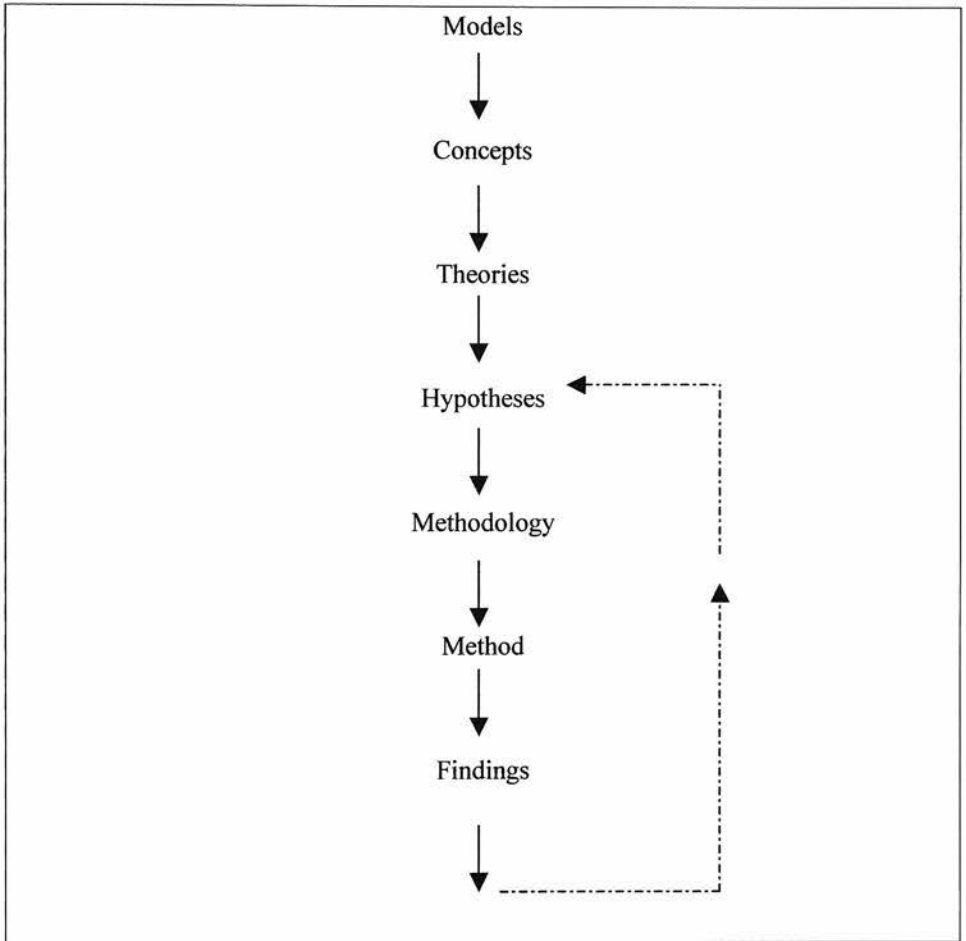 Models
Concepts
Theories
Hypotheses
Methodology
Method
Findings